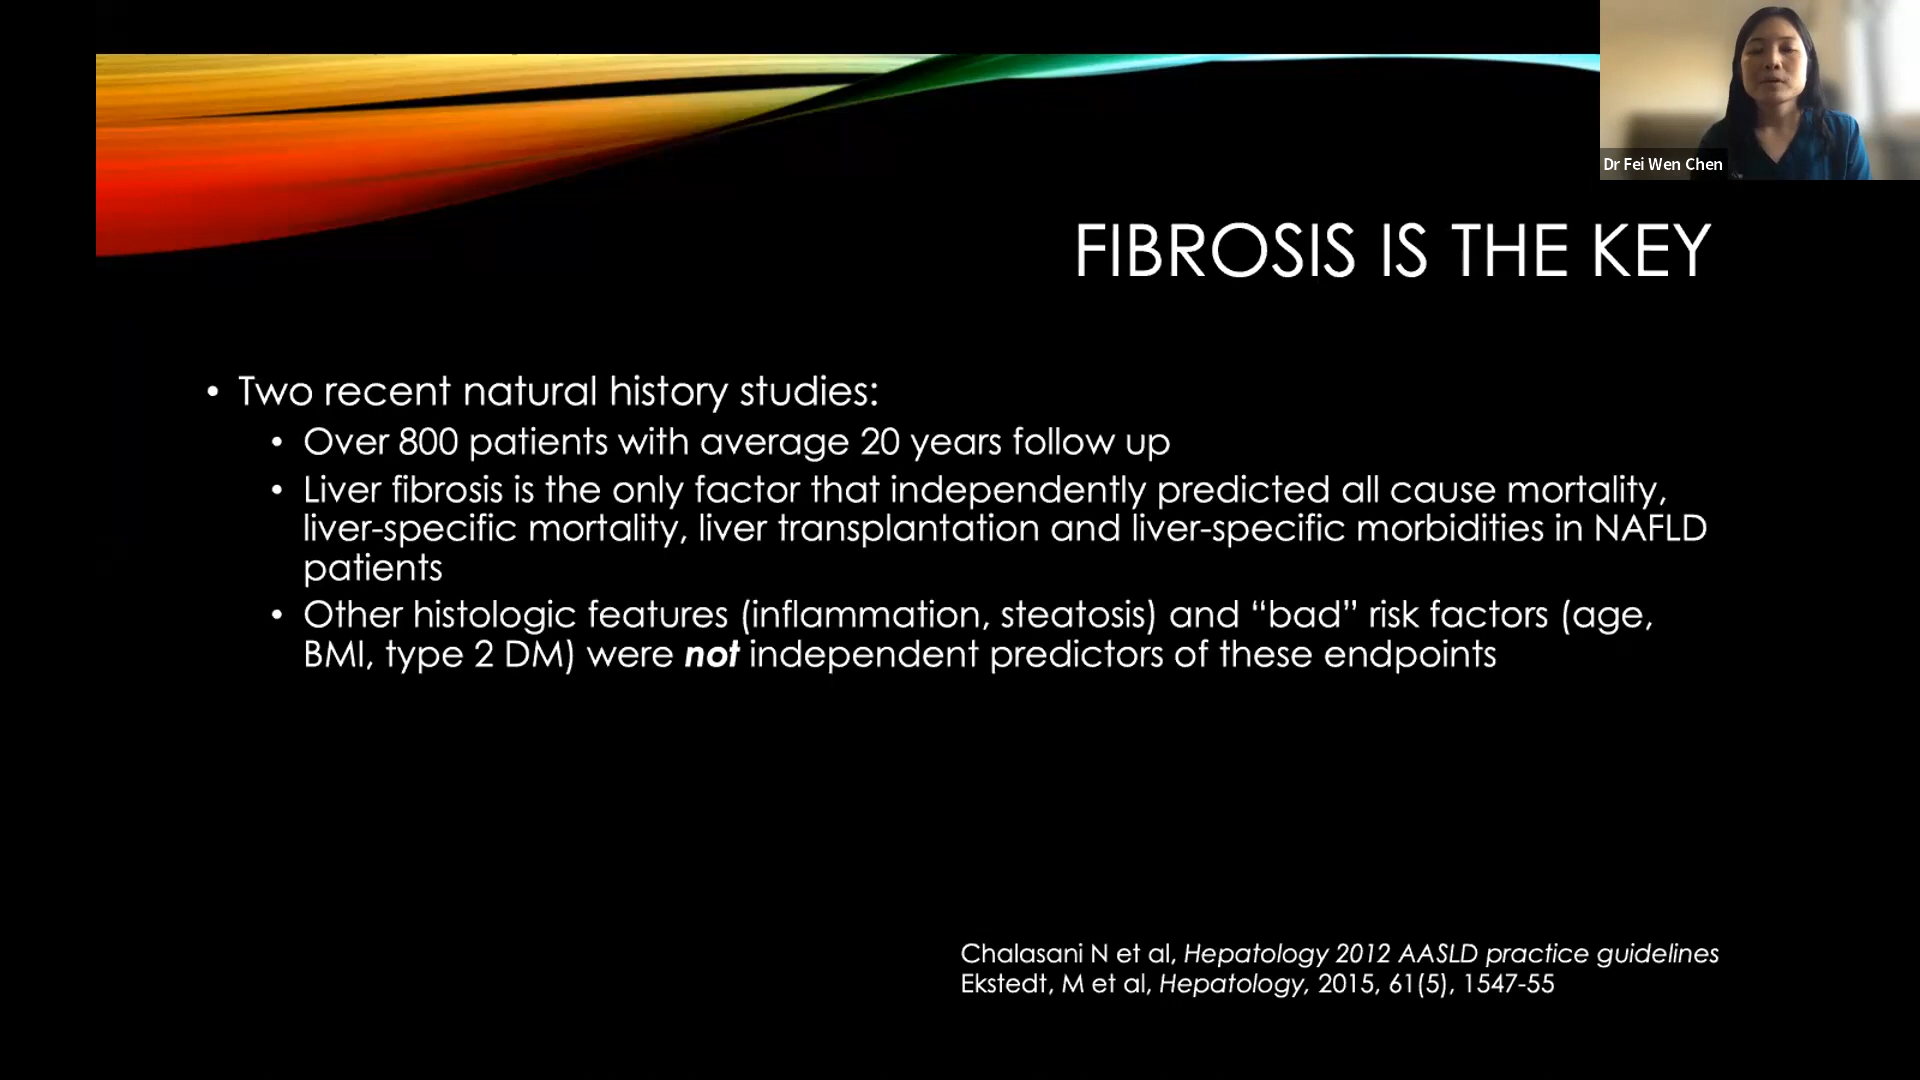 Dr Fei Wen Chen
FIBROSIS IS THE KEY
• Two recent natural history studies:
• Over 800 patients with average 20 years follow up
• Liver fibrosis is the only factor that independently predicted all cause mortality,
liver-specific mortality, liver transplantation and liver-specific morbidities in NAFLD
patients
• Other histologic features (inflammation, steatosis) and “bad” risk factors (age,
BMI, type 2 DM) were not independent predictors of these endpoints
Chalasani N et al, Hepatology 2012 AASLD practice guidelines
Ekstedt, M et al, Hepatology, 2015, 61(5), 1547-55